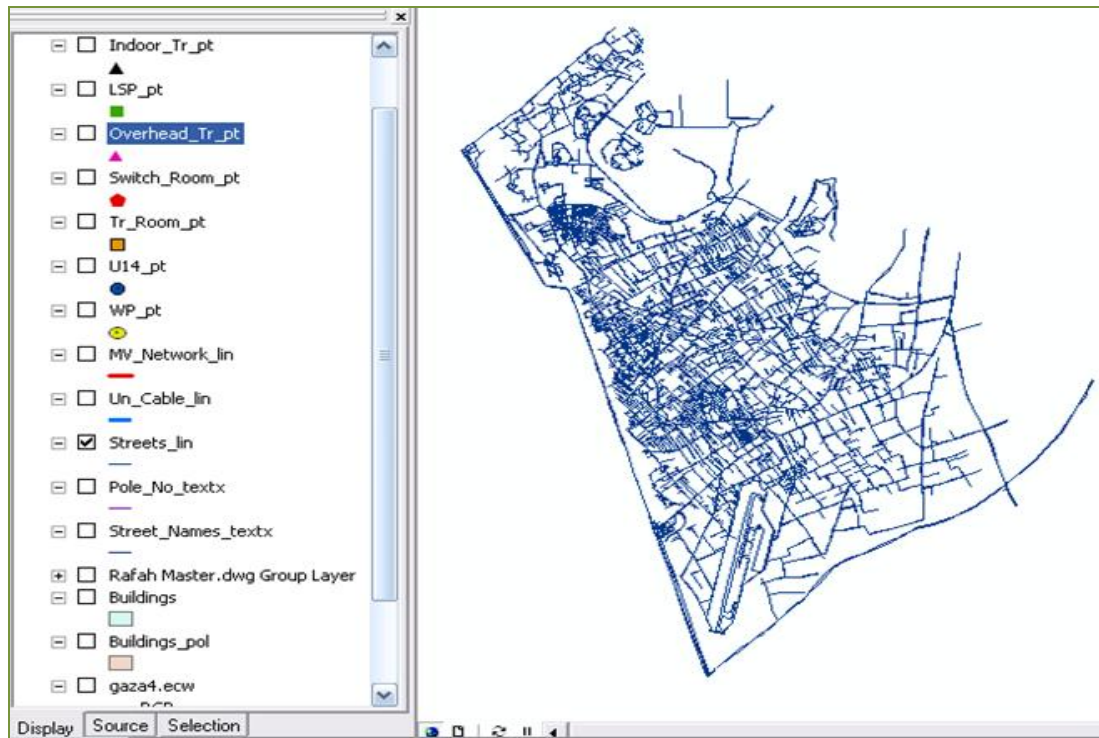 Indoor_Tr_pt
LSP_pt
Overhead_Tr_pt
Switch_Room_pt
Tr_Room_pt
U14_pt
WP_pt
MV_Network_lin
Un_Cable_lin
Streets_lin
Pole_No_textx
Street_Names_textx
Rafah Master.dwg Group Layer
Buildings
Buildings_pol
gaza4.ecw
Display Source Selection